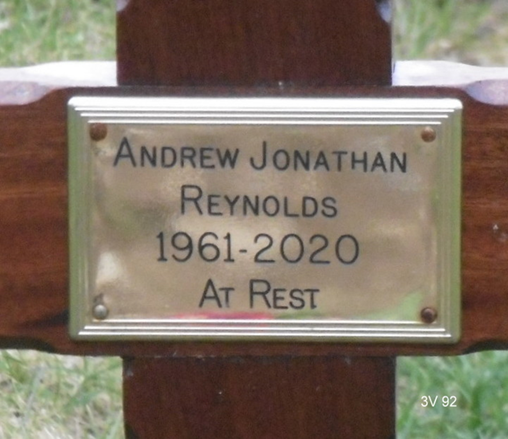 ANDREW JONATHAN
REYNOLDS
1961-2020
AT REST
3V 92